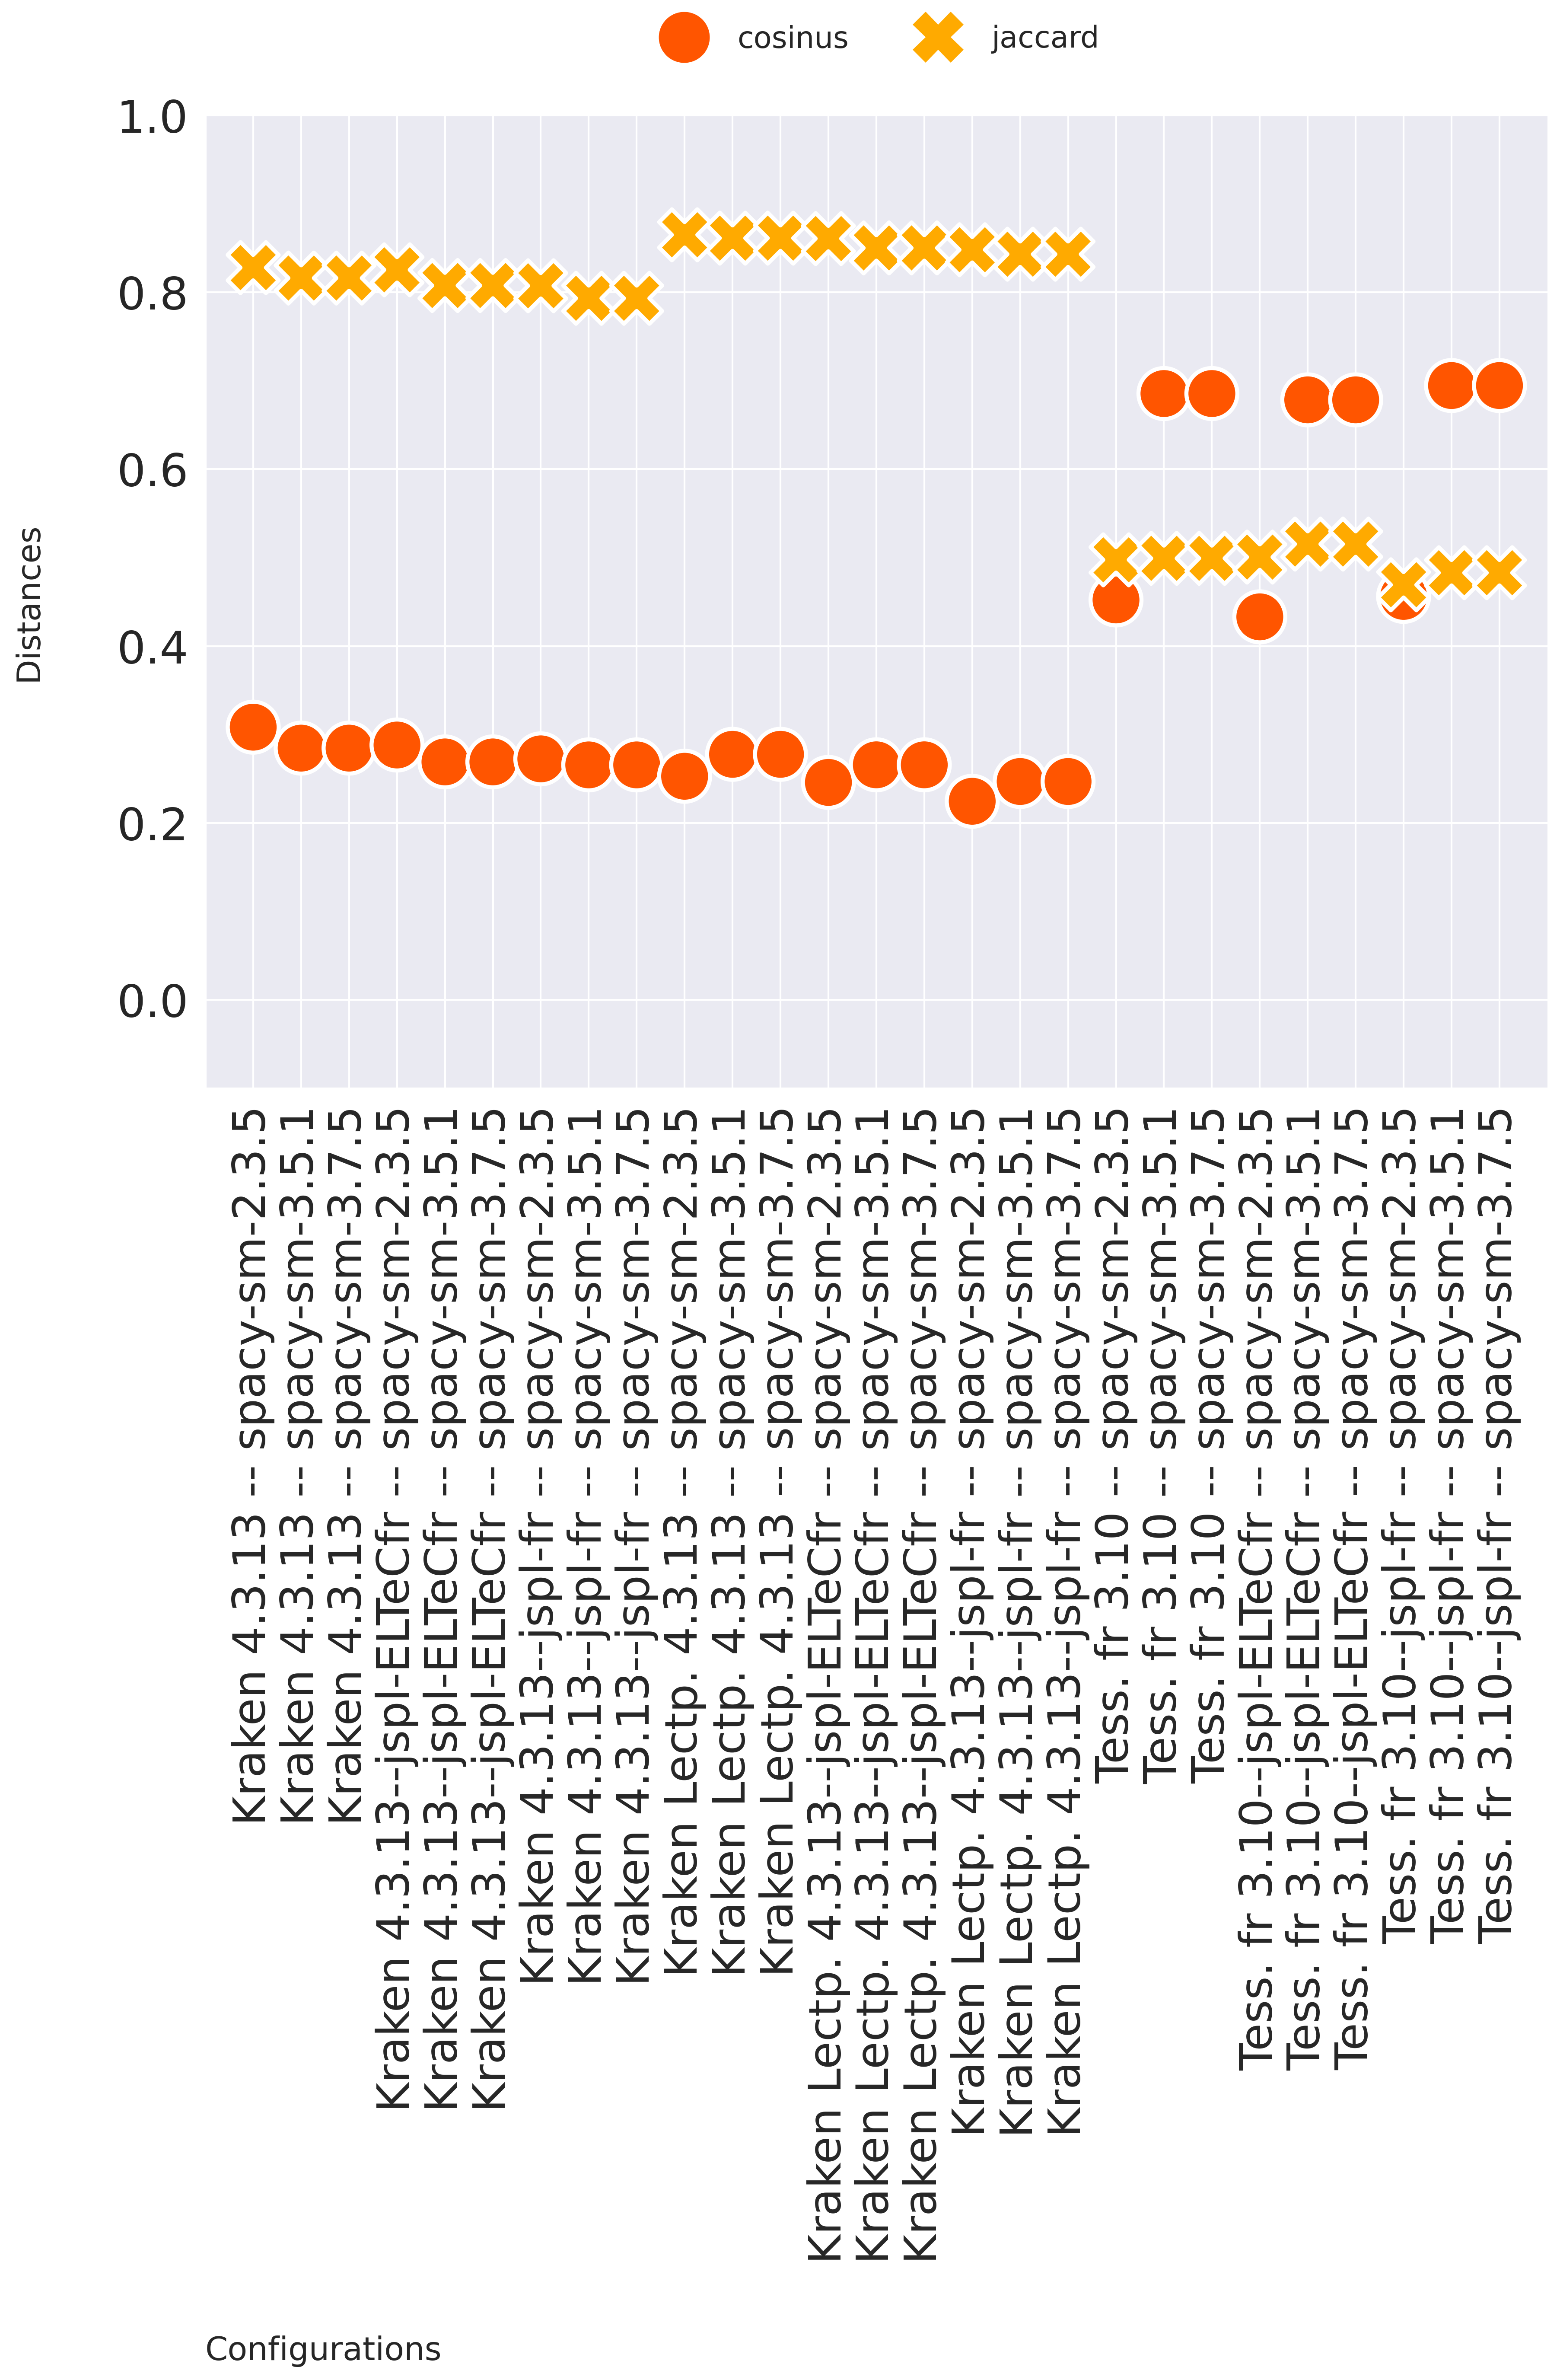 cosinus
jaccard
1.0
0.8
0.6
0.4
0.2
0.0
Distances
Kraken 4.3.13 -- spacy-sm-2.3.5
Kraken 4.3.13 -- spacy-sm-3.5.1
Kraken 4.3.13 -- spacy-sm-3.7.5
Kraken 4.3.13--jspl-ELTeCfr -- spacy-sm-2.3.5
Kraken 4.3.13--jspl-ELTeCfr -- spacy-sm-3.5.1
Kraken 4.3.13--jspl-ELTeCfr -- spacy-sm-3.7.5
Kraken 4.3.13--jspl-fr -- spacy-sm-2.3.5
Kraken 4.3.13--jspl-fr -- spacy-sm-3.5.1
Kraken 4.3.13--jspl-fr -- spacy-sm-3.7.5
Kraken Lectp. 4.3.13 -- spacy-sm-2.3.5
Kraken Lectp. 4.3.13 -- spacy-sm-3.5.1
Kraken Lectp. 4.3.13 -- spacy-sm-3.7.5
Kraken Lectp. 4.3.13--jspl-ELTeCfr -- spacy-sm-2.3.5
Kraken Lectp. 4.3.13--jspl-ELTeCfr -- spacy-sm-3.5.1
Kraken Lectp. 4.3.13--jspl-ELTeCfr -- spacy-sm-3.7.5
Kraken Lectp. 4.3.13--jspl-fr -- spacy-sm-2.3.5
Kraken Lectp. 4.3.13--jspl-fr -- spacy-sm-3.5.1
Kraken Lectp. 4.3.13--jspl-fr -- spacy-sm-3.7.5
Tess. fr 3.10 -- spacy-sm-2.3.5
Tess. fr 3.10 -- spacy-sm-3.5.1
Tess. fr 3.10 -- spacy-sm-3.7.5
Tess. fr 3.10--jspl-ELTeCfr -- spacy-sm-2.3.5
Tess. fr 3.10--jspl-ELTeCfr -- spacy-sm-3.5.1
Tess. fr 3.10--jspl-ELTeCfr -- spacy-sm-3.7.5
Tess. fr 3.10--jspl-fr -- spacy-sm-2.3.5
Tess. fr 3.10--jspl-fr -- spacy-sm-3.5.1
Tess. fr 3.10--jspl-fr -- spacy-sm-3.7.5
Configurations